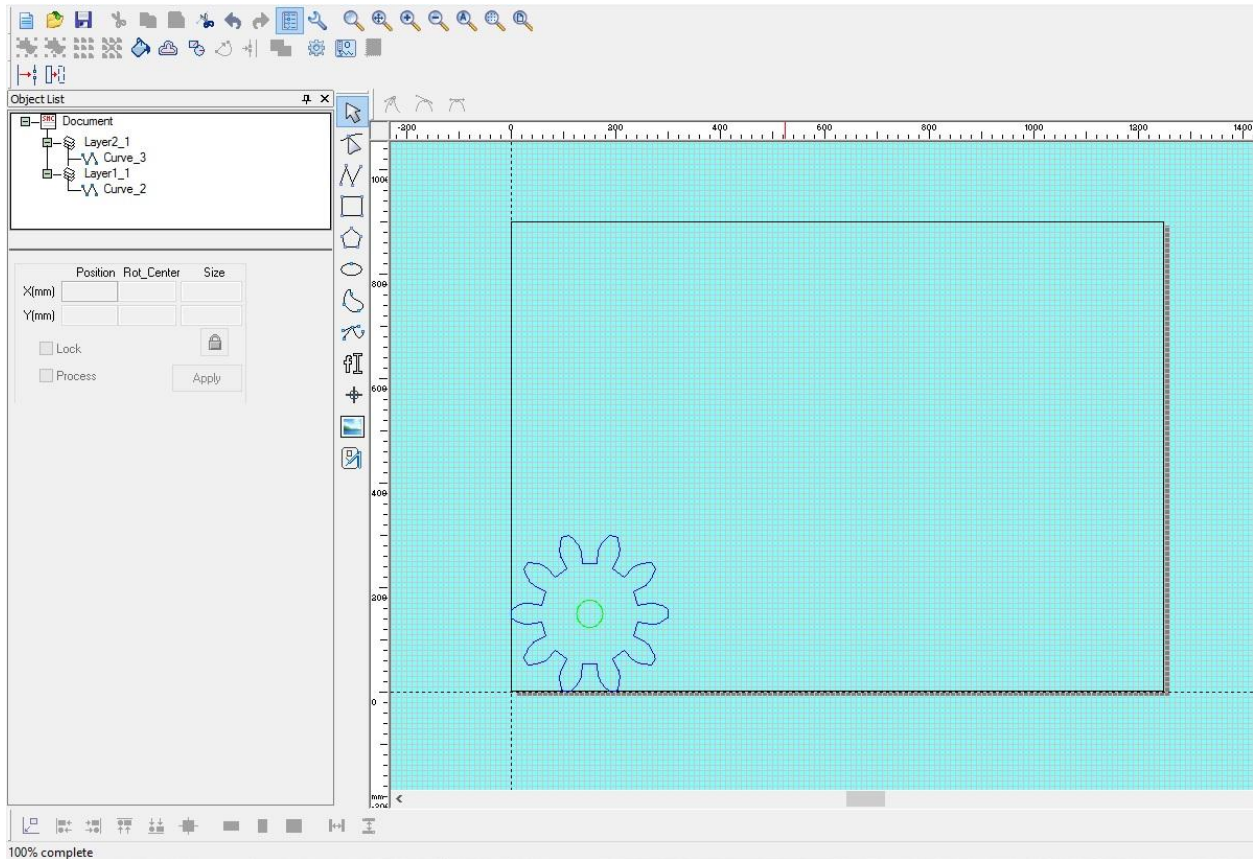 Object List
SMC Document
Layer2_1
Curve_3
Layer1_1
Curve_2
Position Rot_Center Size
X(mm)
Y(mm)
Lock
Process
Apply
-200 0 200 400 600 800 1000 1200 1400
800
600
400
200
0
mm
100% complete